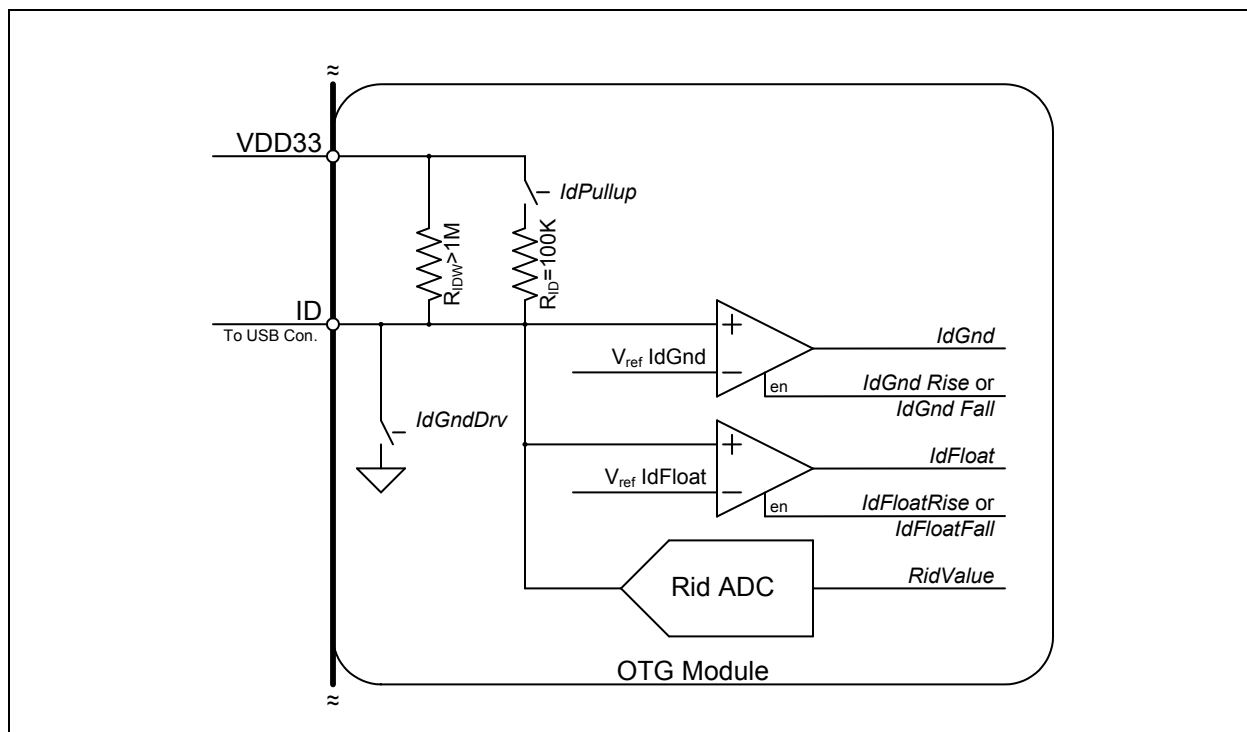 ≈
VDD33
IdPullup
RIDW>1M
RID=100K
ID
To USB Con.
+
IdGnd
Vref IdGnd
−
en
IdGnd Rise or
IdGnd Fall
IdGndDrv
+
IdFloat
Vref IdFloat
−
en
IdFloatRise or
IdFloatFall
Rid ADC
RidValue
OTG Module
≈